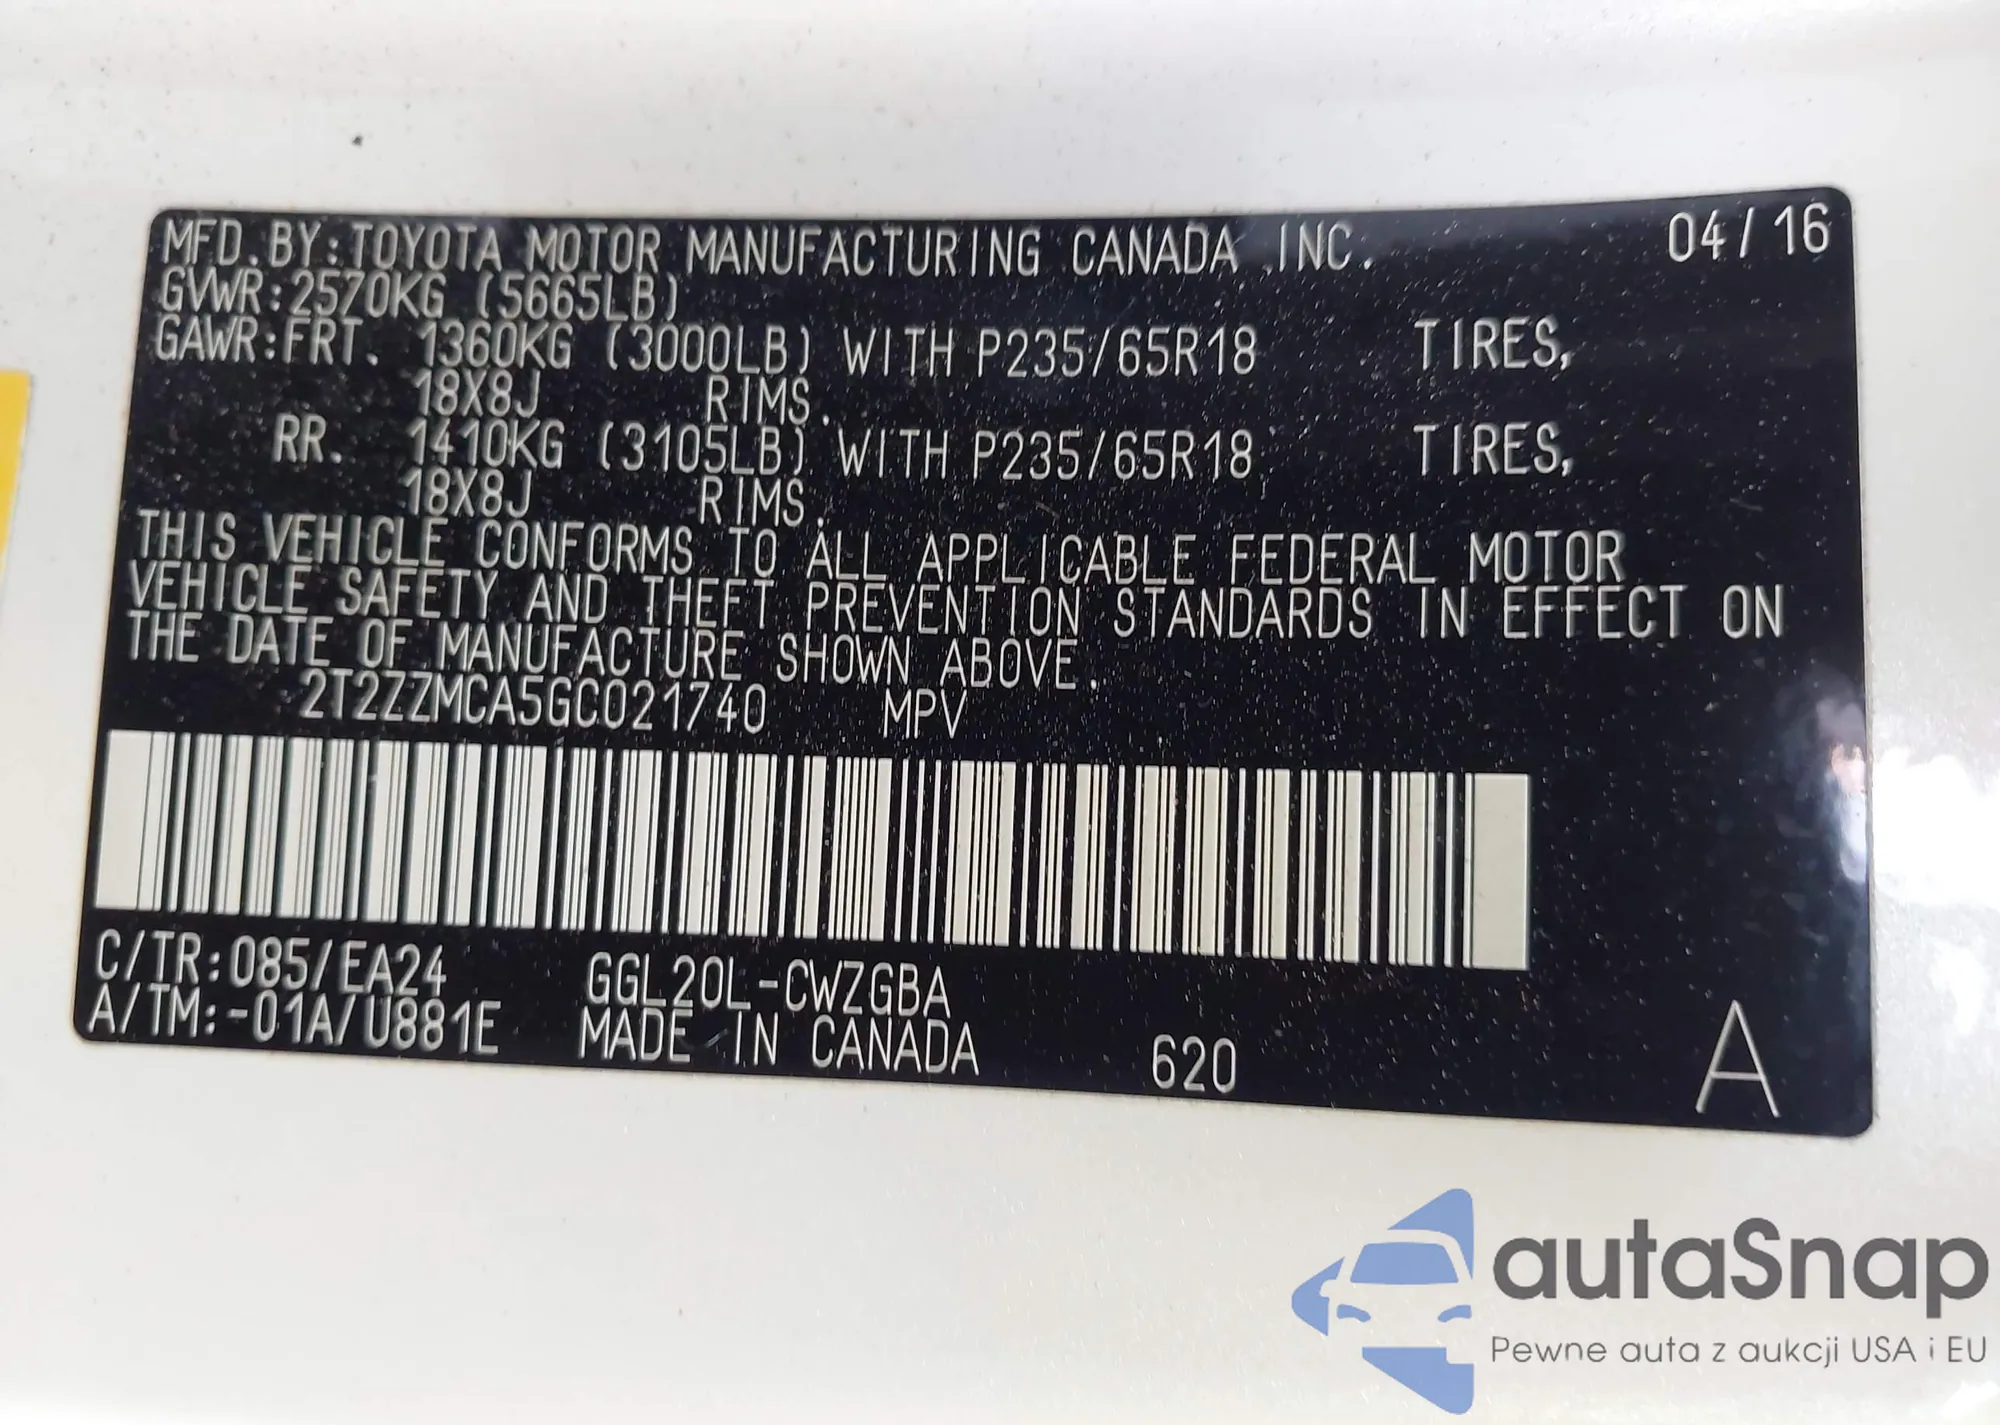 MFD.BY:TOYOTA MOTOR MANUFACTURING CANADA INC. 04/16
GVWR:2570KG (5665LB)
GAWR:FRT. 1360KG (3000LB) WITH P235/65R18 TIRES,
18X8J RIMS.
RR. 1410KG (3105LB) WITH P235/65R18 TIRES,
18X8J RIMS.
THIS VEHICLE CONFORMS TO ALL APPLICABLE FEDERAL MOTOR
VEHICLE SAFETY AND THEFT PREVENTION STANDARDS IN EFFECT ON
THE DATE OF MANUFACTURE SHOWN ABOVE.
2T2ZZMCA5GC021740 MPV
C/TR:085/EA24 GGL20L-CWZGBA
A/TM:-01A/U881E MADE IN CANADA 620 A
autaSnap
Pewne auta z aukcji USA i EU